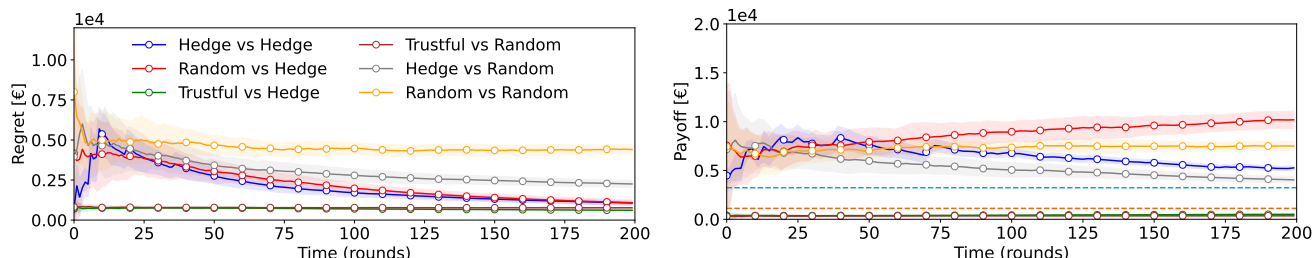 1e4
Regret [€]
1.00
0.75
0.50
0.25
0.00
Hedge vs Hedge
Random vs Hedge
Trustful vs Hedge
Trustful vs Random
Hedge vs Random
Random vs Random
0 25 50 75 100 125 150 175 200
Time (rounds)
1e4
Payoff [€]
2.0
1.5
1.0
0.5
0.0
0 25 50 75 100 125 150 175 200
Time (rounds)